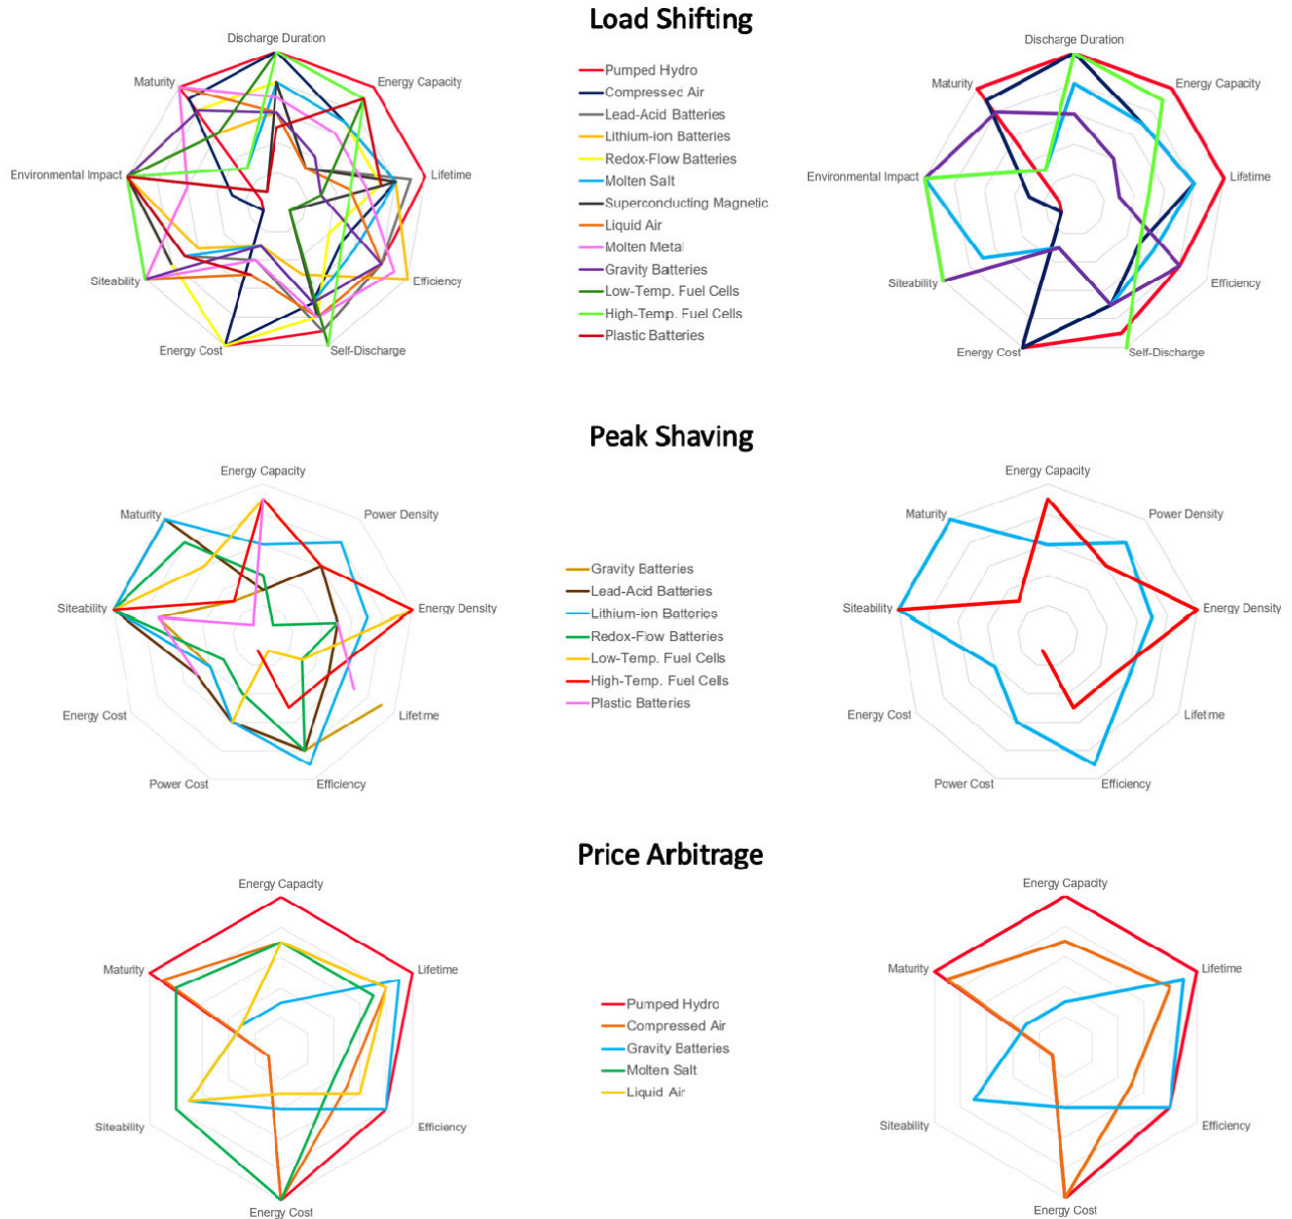 Load Shifting
Discharge Duration
Maturity
Energy Capacity
Environmental Impact
Lifetime
Siteability
Efficiency
Energy Cost
Self-Discharge
Pumped Hydro
Compressed Air
Lead-Acid Batteries
Lithium-ion Batteries
Redox-Flow Batteries
Molten Salt
Superconducting Magnetic
Liquid Air
Molten Metal
Gravity Batteries
Low-Temp. Fuel Cells
High-Temp. Fuel Cells
Plastic Batteries
Discharge Duration
Maturity
Energy Capacity
Environmental Impact
Lifetime
Siteability
Efficiency
Energy Cost
Self-Discharge
Peak Shaving
Energy Capacity
Maturity
Power Density
Siteability
Energy Density
Energy Cost
Lifetime
Power Cost
Efficiency
Gravity Batteries
Lead-Acid Batteries
Lithium-ion Batteries
Redox-Flow Batteries
Low-Temp. Fuel Cells
High-Temp. Fuel Cells
Plastic Batteries
Energy Capacity
Maturity
Power Density
Siteability
Energy Density
Energy Cost
Lifetime
Power Cost
Efficiency
Price Arbitrage
Energy Capacity
Maturity
Lifetime
Siteability
Efficiency
Energy Cost
Pumped Hydro
Compressed Air
Gravity Batteries
Molten Salt
Liquid Air
Energy Capacity
Maturity
Lifetime
Siteability
Efficiency
Energy Cost